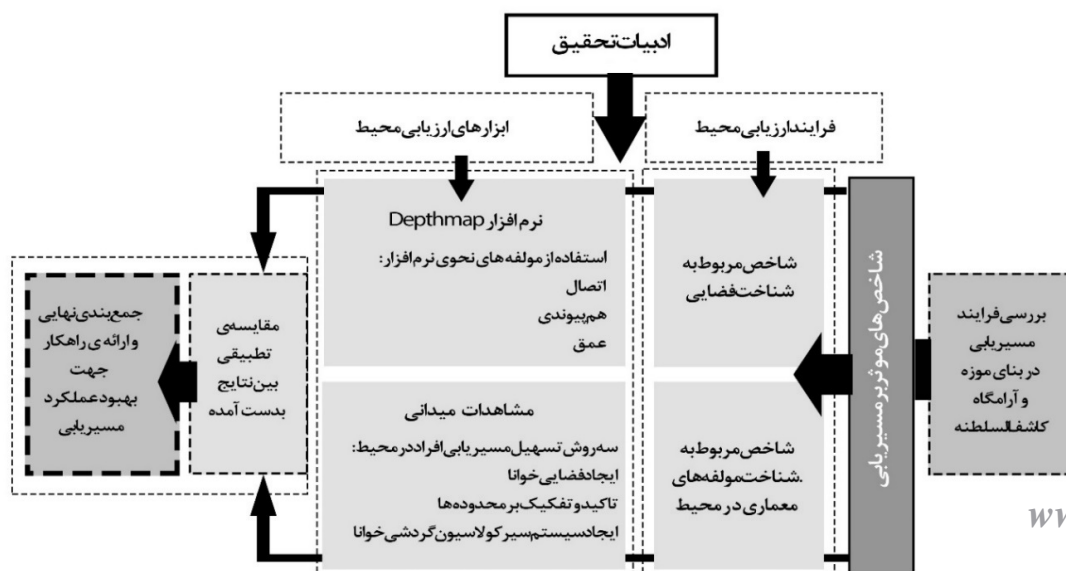 ادبیات تحقیق
فرایند ارزیابی محیط
ابزارهای ارزیابی محیط
بررسی فرایند
مسیریابی
در بنای موزه
و آرامگاه
کاشف السلطنه
شاخص های موثر بر مسیریابی
شاخص مربوط به
شناخت فضایی
شاخص مربوط به
شناخت مولفه های.
معماری در محیط
نرم افزار Depthmap
استفاده از مولفه های نحوی نرم افزار:
اتصال
هم پیوندی
عمق
مشاهدات میدانی
سه روش تسهیل مسیریابی افراد در محیط:
ایجاد فضایی خوانا
تاکید و تفکیک بر محدوده ها
ایجاد سیستم سیرکولاسیون گردشی خوانا
مقایسه ی
تطبیقی
بین نتایج
بدست آمده
جمع بندی نهایی
و ارائه ی راهکار
جهت
بهبود عملکرد
مسیریابی